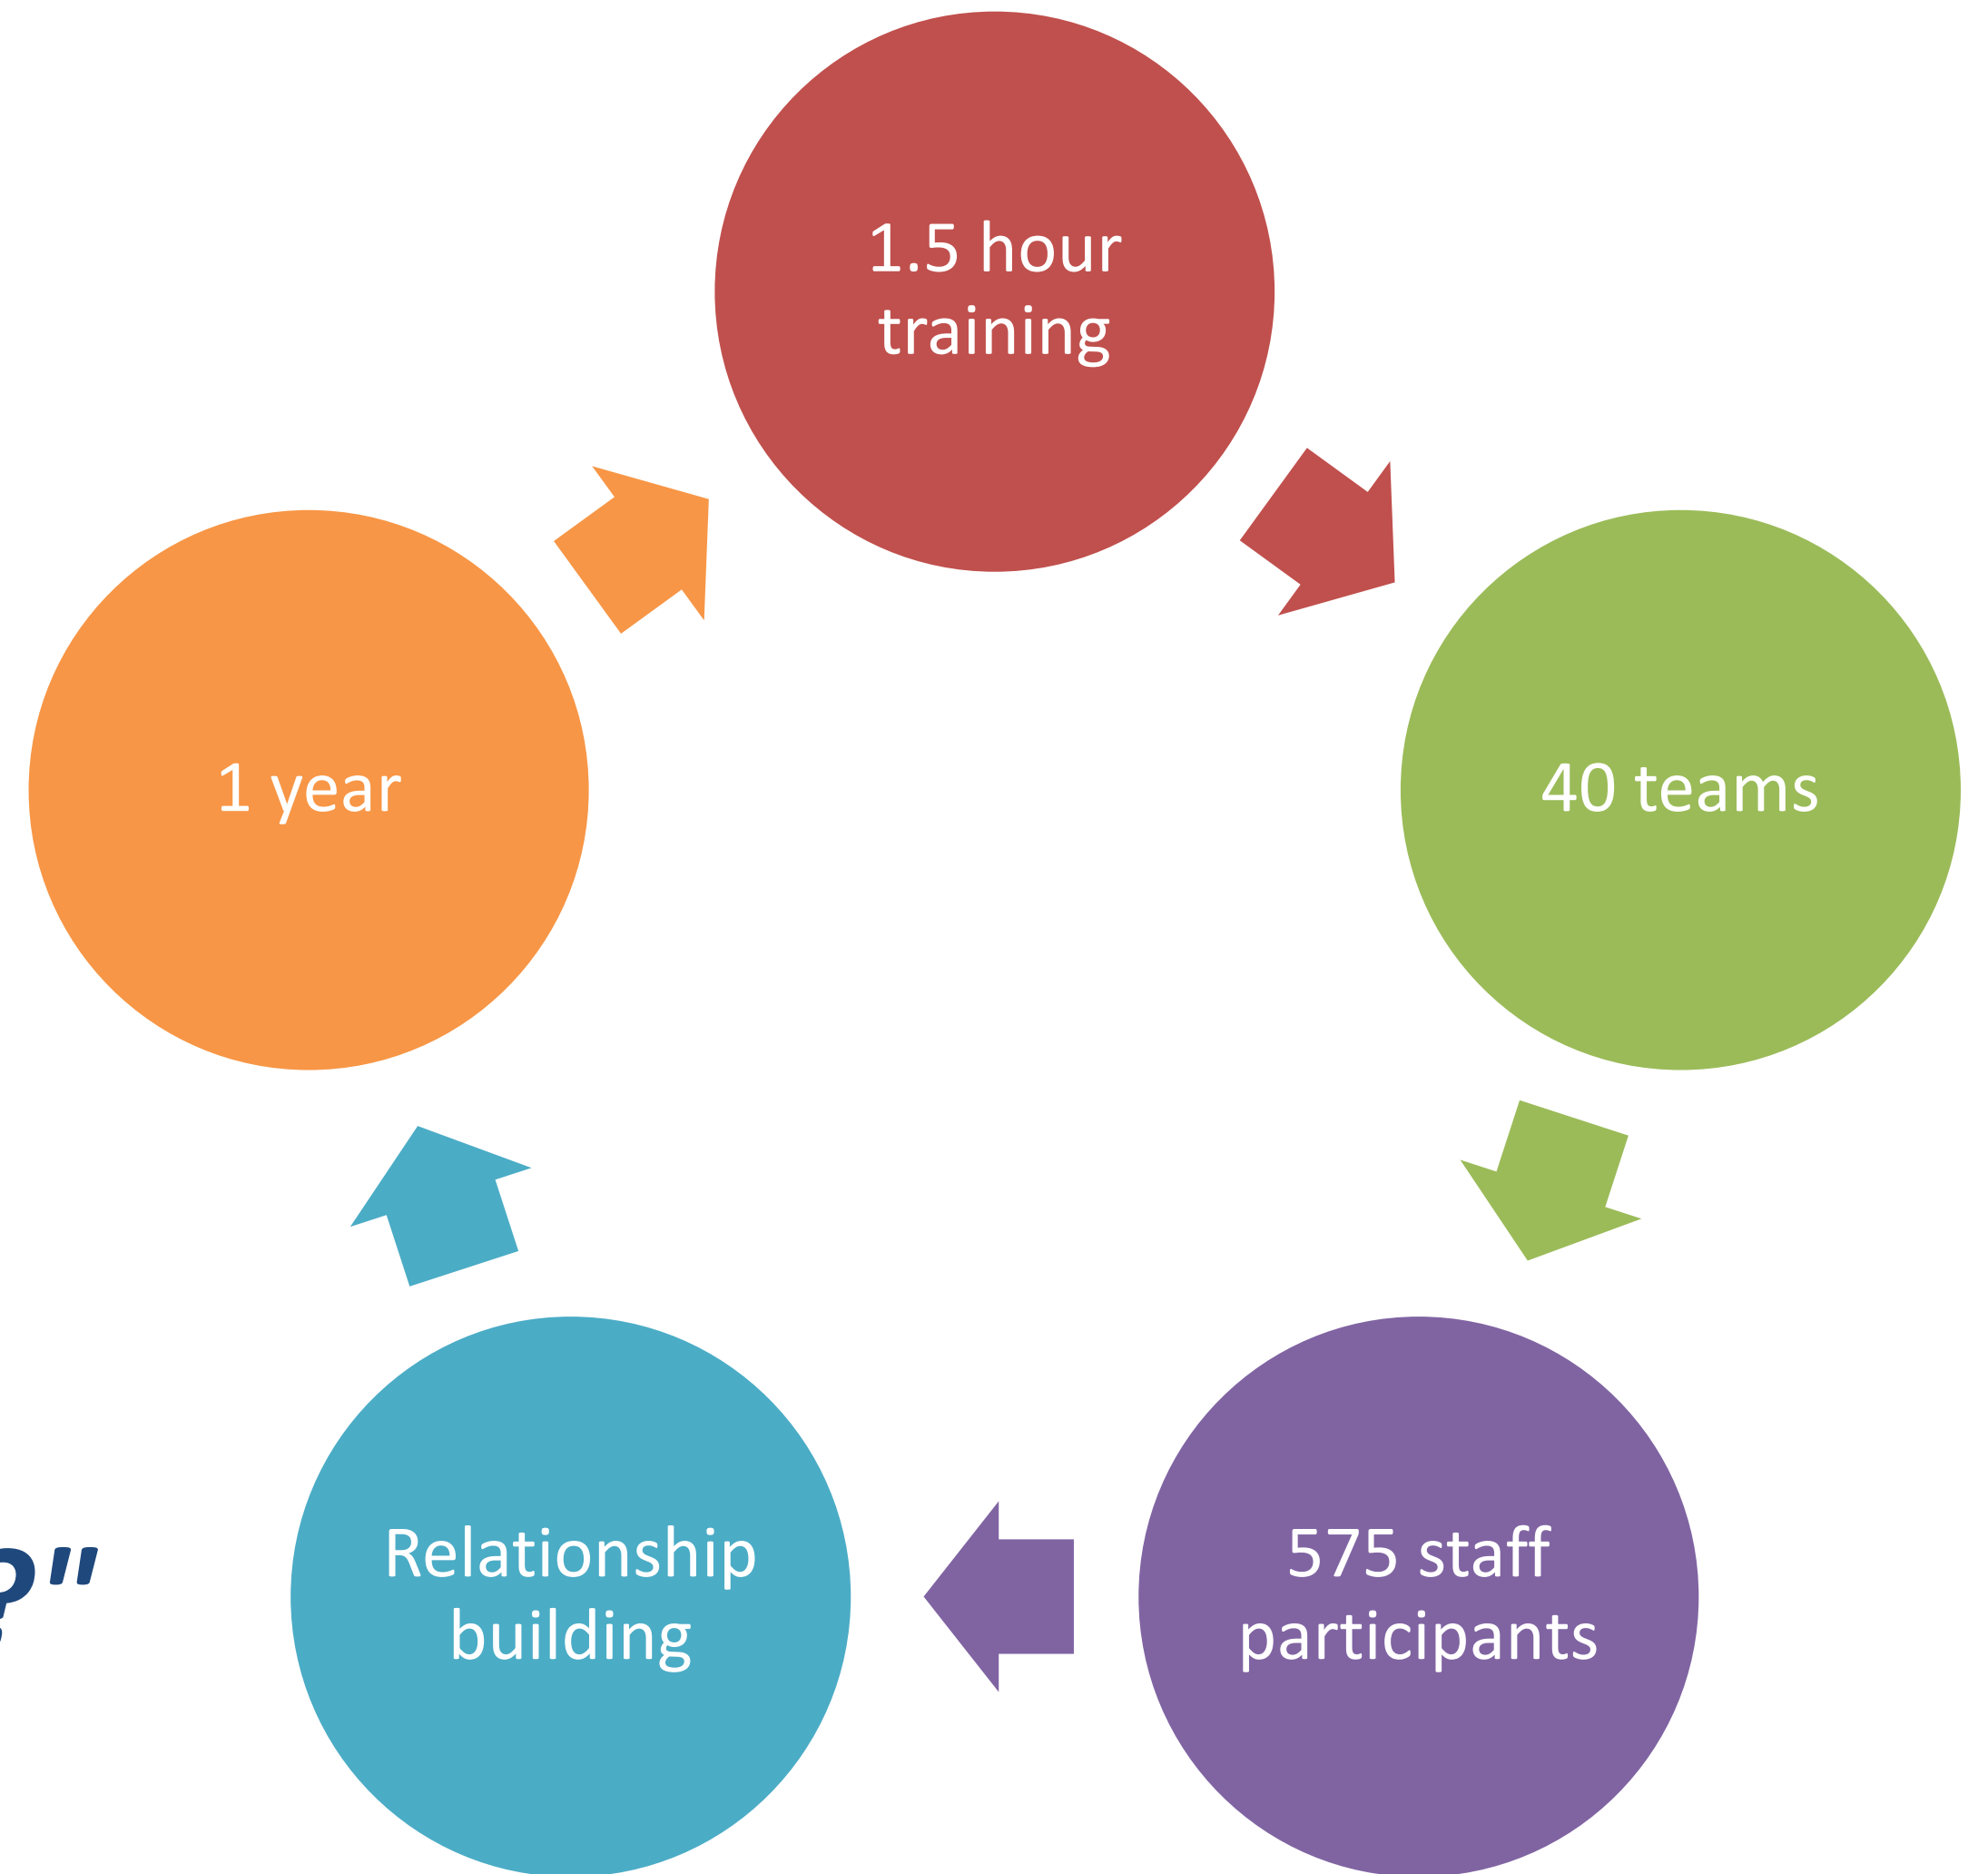 1.5 hour
training
40 teams
575 staff
participants
Relationship
building
1 year
?"